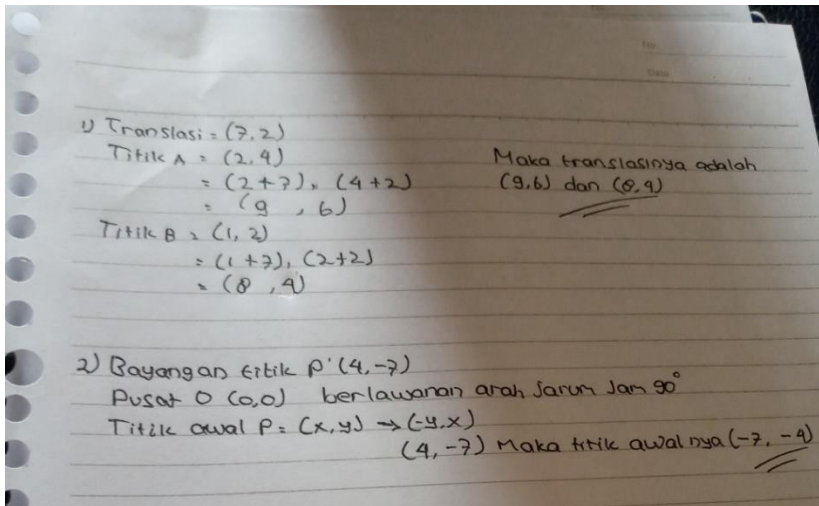 No.
Date
1) Translasi = (7,2)
Titik A = (2,4)
= (2+7), (4+2)
= (9 , 6)
Titik B = (1, 2)
= (1+7), (2+2)
= (8 , 4)
Maka translasinya adalah
(9,6) dan (8,4)
2) Bayangan titik P'(4,-7)
Pusat O (0,0) berlawanan arah jarum jam 90°
Titik awal P = (x,y) → (-y,x)
(4,-7) Maka titik awalnya (-7, -4)